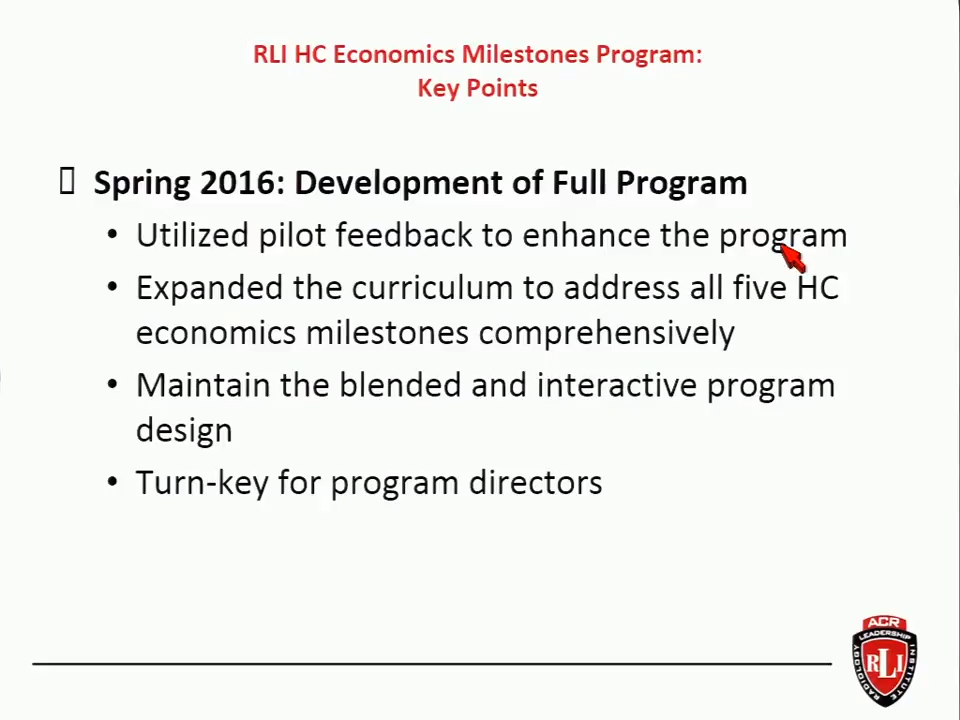 RLI HC Economics Milestones Program:
Key Points
Spring 2016: Development of Full Program
• Utilized pilot feedback to enhance the program
• Expanded the curriculum to address all five HC
economics milestones comprehensively
• Maintain the blended and interactive program
design
• Turn-key for program directors
ACR
LEADERSHIP
RADIOLOGY
INSTITUTE
RLI